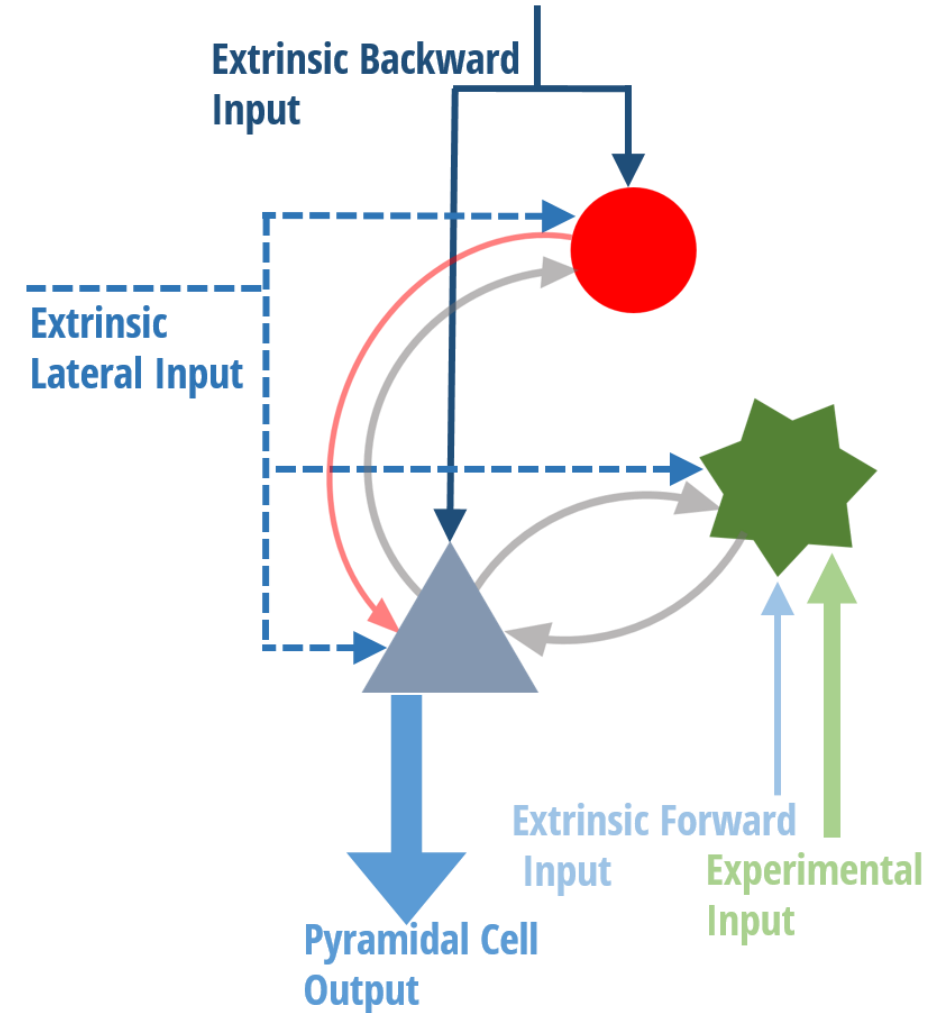 Extrinsic Backward
Input
Extrinsic
Lateral Input
Extrinsic Forward
Input
Experimental
Input
Pyramidal Cell
Output